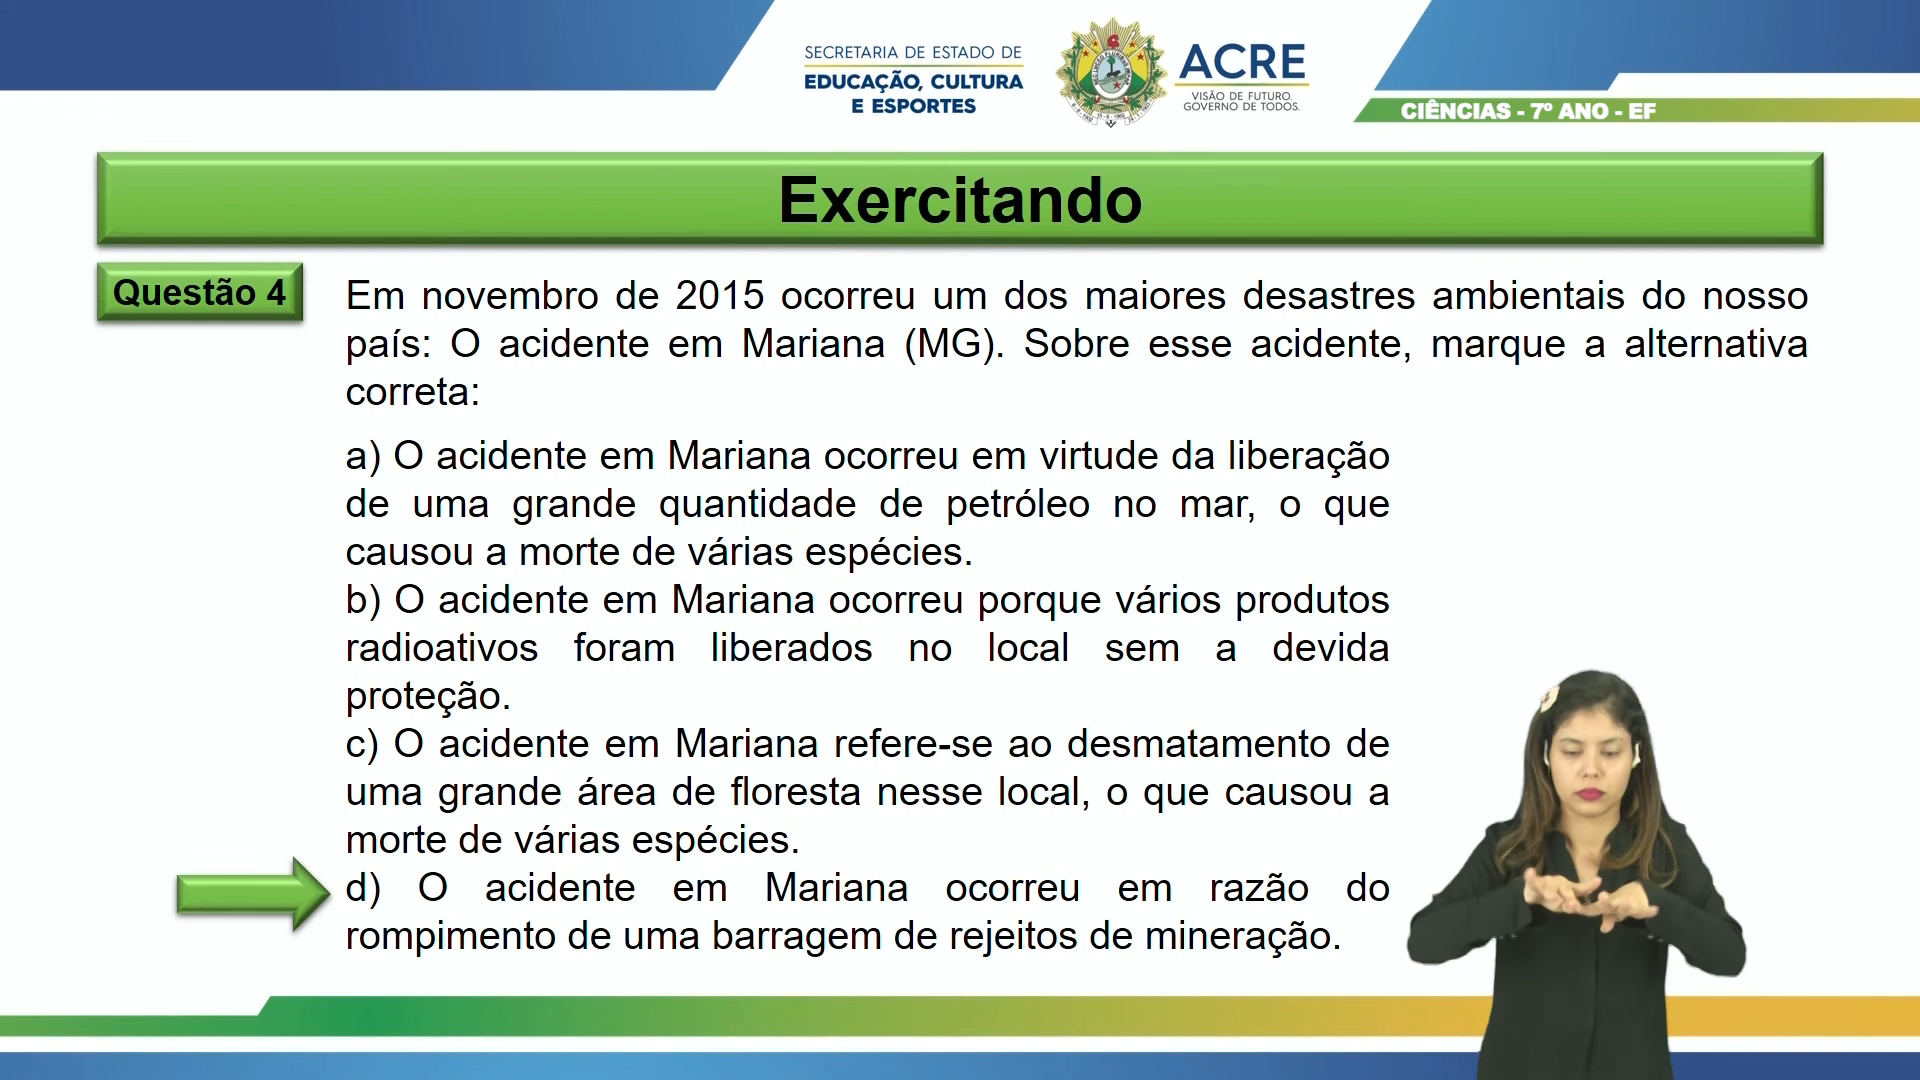 SECRETARIA DE ESTADO DE
EDUCAÇÃO, CULTURA
E ESPORTES
ACRE
VISÃO DE FUTURO.
GOVERNO DE TODOS.
CIÊNCIAS - 7º ANO - EF
Exercitando
Questão 4
Em novembro de 2015 ocorreu um dos maiores desastres ambientais do nosso
país: O acidente em Mariana (MG). Sobre esse acidente, marque a alternativa
correta:
a) O acidente em Mariana ocorreu em virtude da liberação
de uma grande quantidade de petróleo no mar, o que
causou a morte de várias espécies.
b) O acidente em Mariana ocorreu porque vários produtos
radioativos foram liberados no local sem a devida
proteção.
c) O acidente em Mariana refere-se ao desmatamento de
uma grande área de floresta nesse local, o que causou a
morte de várias espécies.
d) O acidente em Mariana ocorreu em razão do
rompimento de uma barragem de rejeitos de mineração.